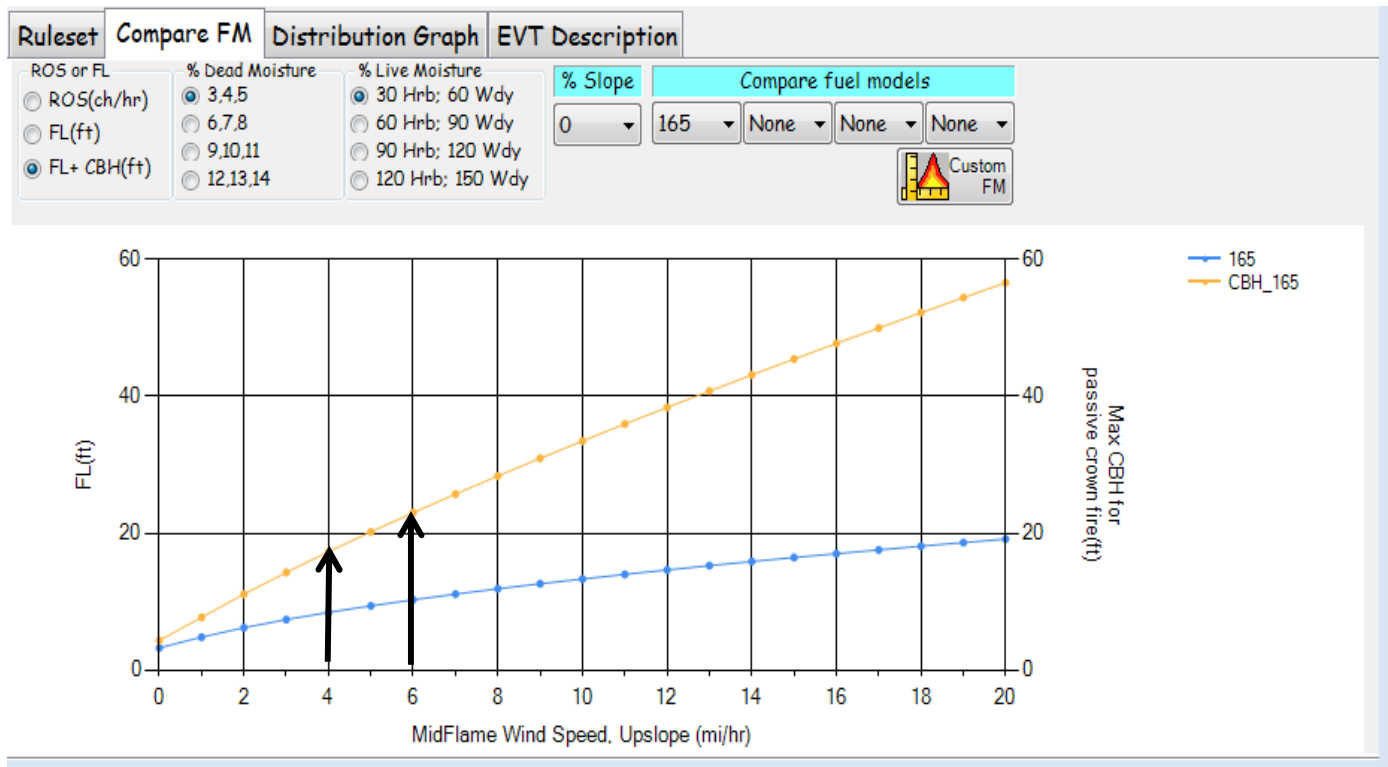 Ruleset Compare FM Distribution Graph EVT Description
ROS or FL
ROS(ch/hr)
FL(ft)
FL+ CBH(ft)
% Dead Moisture
3,4,5
6,7,8
9,10,11
12,13,14
% Live Moisture
30 Hrb; 60 Wdy
60 Hrb; 90 Wdy
90 Hrb; 120 Wdy
120 Hrb; 150 Wdy
% Slope
0
Compare fuel models
165 None None None
Custom
FM
60
40
20
0
FL(ft)
60
40
20
0
Max CBH for
passive crown fire(ft)
165
CBH_165
0 2 4 6 8 10 12 14 16 18 20
MidFlame Wind Speed, Upslope (mi/hr)